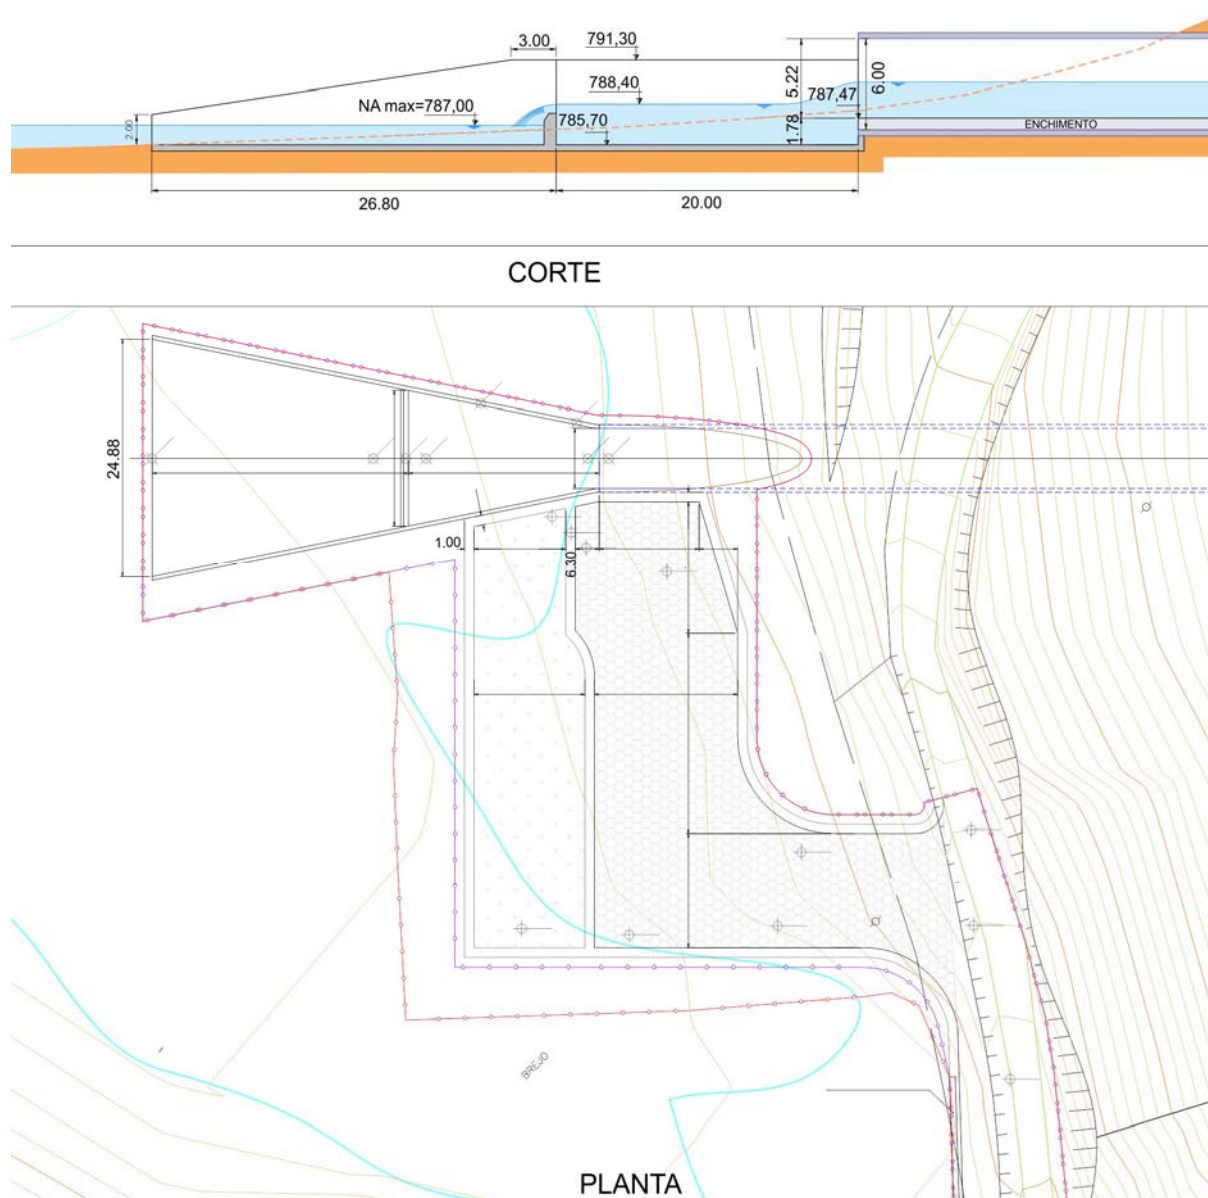 3.00
791,30
788,40
NA max=787,00
785,70
2.00
5.22
787,47
6.00
1.78
ENCHIMENTO
26.80
20.00
CORTE
24.88
1.00
6.30
BREJO
PLANTA